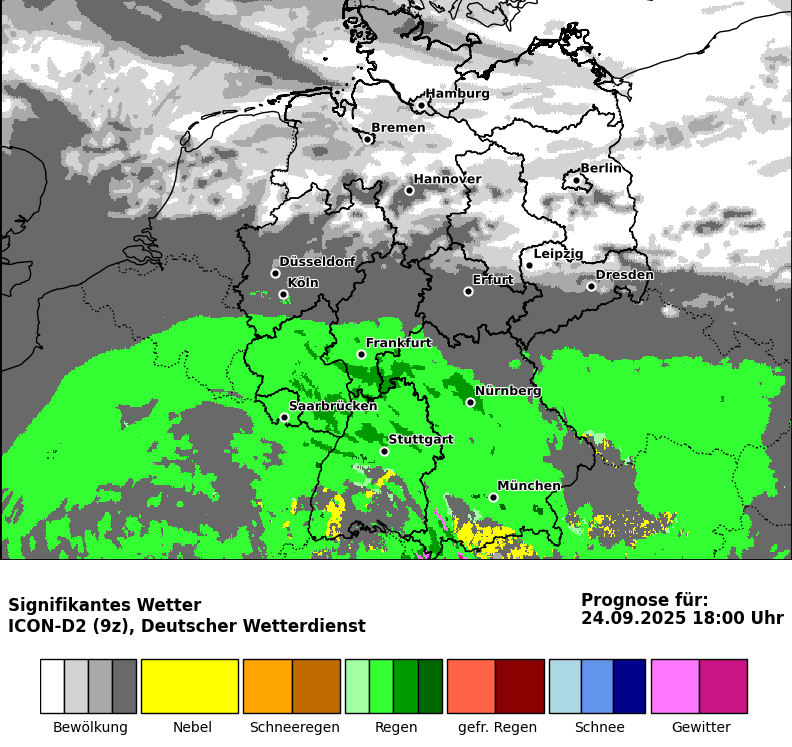 Hamburg
Bremen
Berlin
Hannover
Leipzig
Düsseldorf
Dresden
Köln
Erfurt
Frankfurt
Nürnberg
Saarbrücken
Stuttgart
München
Signifikantes Wetter
ICON-D2 (9z), Deutscher Wetterdienst
Prognose für:
24.09.2025 18:00 Uhr
Bewölkung Nebel Schneeregen Regen gefr. Regen Schnee Gewitter